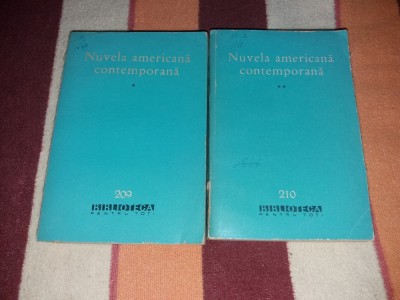 Nuvela americană
contemporană
*
209
BIBLIOTECA
PENTRU TOȚI
Nuvela americană
contemporană
**
210
BIBLIOTECA
PENTRU TOȚI